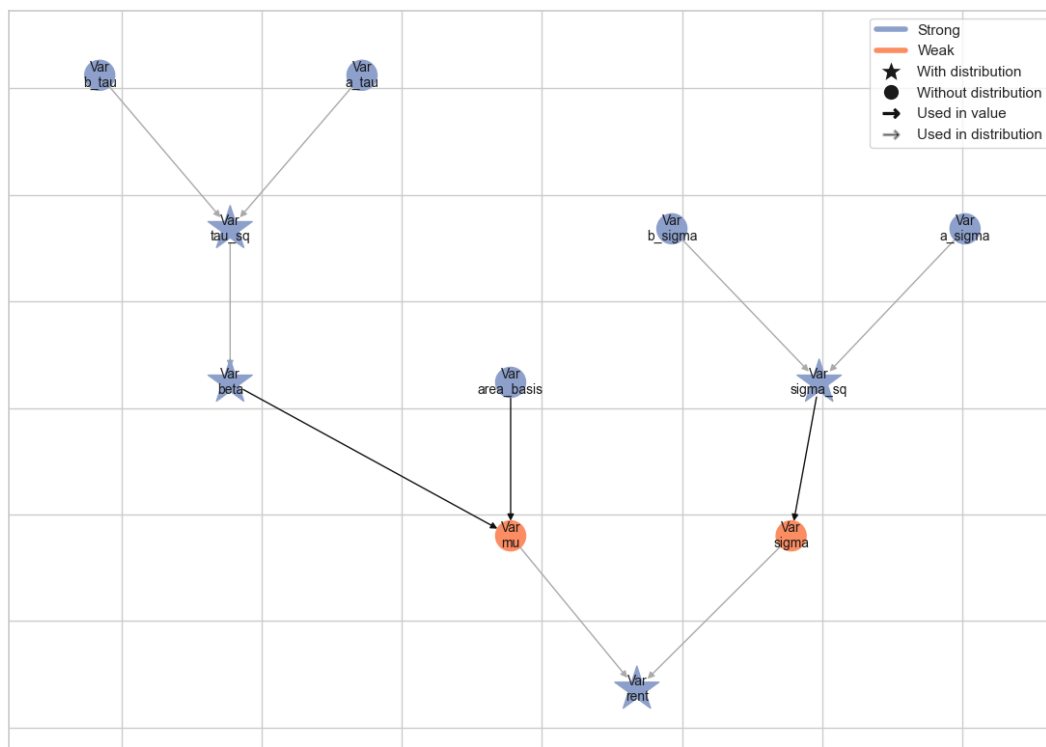 Strong
Weak
With distribution
Without distribution
Used in value
Used in distribution
Var
b_tau
Var
a_tau
Var
tau_sq
Var
b_sigma
Var
a_sigma
Var
beta
Var
area_basis
Var
sigma_sq
Var
mu
Var
sigma
Var
rent